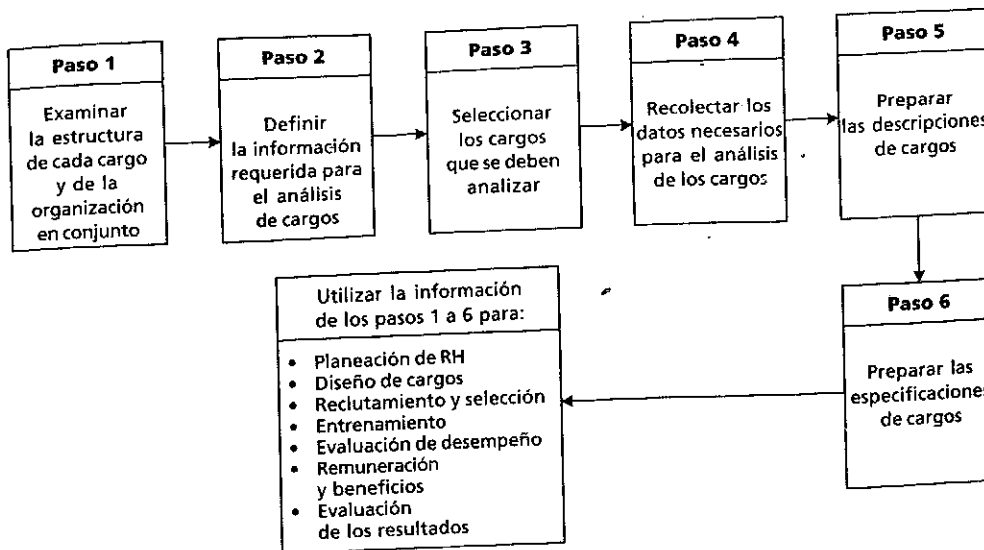 Paso 1
Examinar
la estructura
de cada cargo
y de la
organización
en conjunto
Paso 2
Definir
la información
requerida para
el análisis
de cargos
Paso 3
Seleccionar
los cargos
que se deben
analizar
Paso 4
Recolectar los
datos necesarios
para el análisis
de los cargos
Paso 5
Preparar
las descripciones
de cargos
Paso 6
Preparar las
especificaciones
de cargos
Utilizar la información
de los pasos 1 a 6 para:
• Planeación de RH
• Diseño de cargos
• Reclutamiento y selección
• Entrenamiento
• Evaluación de desempeño
• Remuneración
y beneficios
• Evaluación
de los resultados